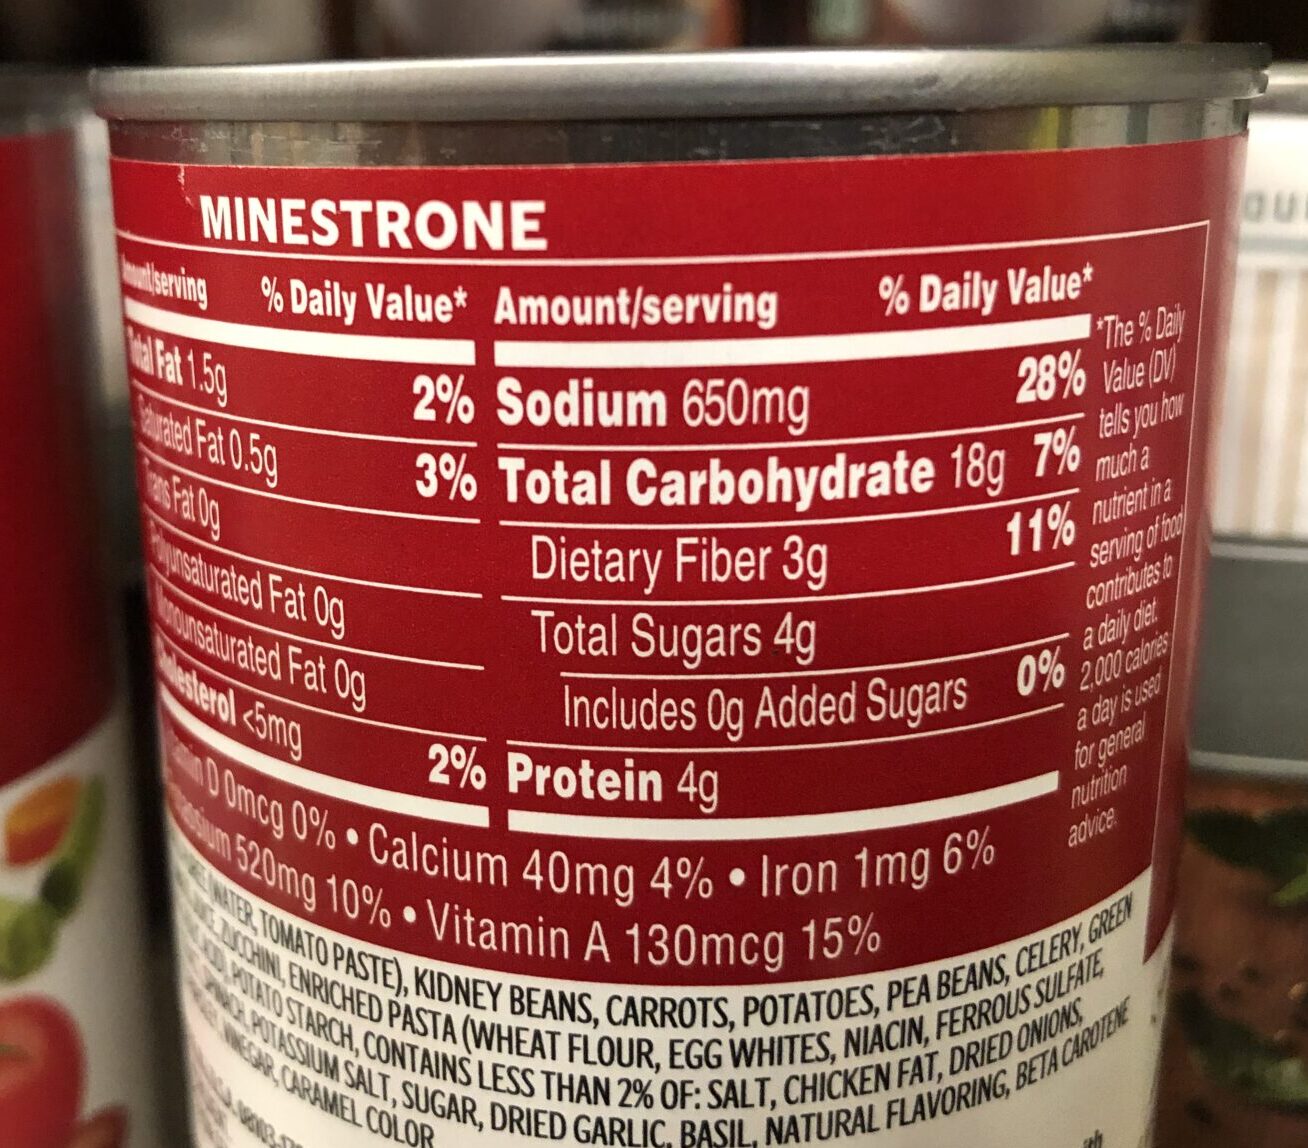 MINESTRONE
Amount/serving % Daily Value* Amount/serving % Daily Value*
Total Fat 1.5g 2%
Saturated Fat 0.5g 3%
Trans Fat 0g
Polyunsaturated Fat 0g
Monounsaturated Fat 0g
Cholesterol <5mg 2%
Sodium 650mg 28%
Total Carbohydrate 18g 7%
Dietary Fiber 3g 11%
Total Sugars 4g
Includes 0g Added Sugars 0%
Protein 4g
*The % Daily
Value (DV)
tells you how
much a
nutrient in a
serving of food
contributes to
a daily diet.
2,000 calories
a day is used
for general
nutrition
advice.
Vitamin D 0mcg 0% • Calcium 40mg 4% • Iron 1mg 6%
Potassium 520mg 10% • Vitamin A 130mcg 15%
WATER, TOMATO PASTE), KIDNEY BEANS, CARROTS, POTATOES, PEA BEANS, CELERY, GREEN
ZUCCHINI, ENRICHED PASTA (WHEAT FLOUR, EGG WHITES, NIACIN, FERROUS SULFATE,
ACID, POTATO STARCH, CONTAINS LESS THAN 2% OF: SALT, CHICKEN FAT, DRIED ONIONS,
SPINACH, POTASSIUM SALT, SUGAR, DRIED GARLIC, BASIL, NATURAL FLAVORING, BETA CAROTENE
VINEGAR, CARAMEL COLOR